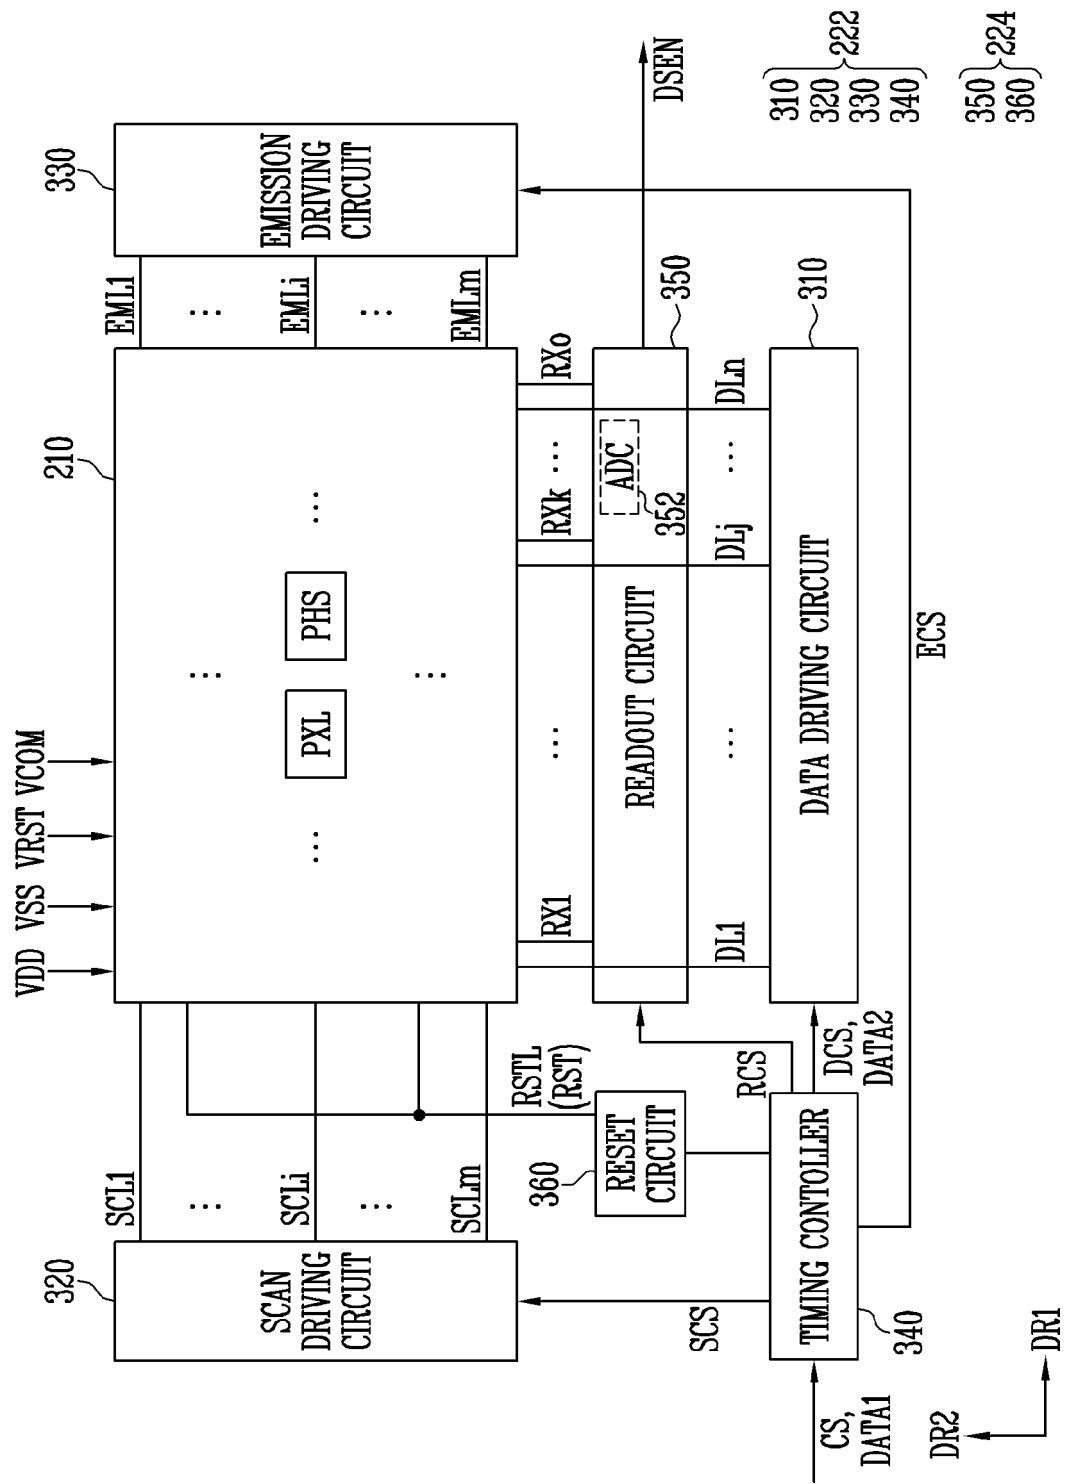 VDD VSS VRST VCOM
210
320
330
SCAN
DRIVING
CIRCUIT
SCL1
⋯
SCLi
⋯
SCLm
⋯
⋯ PXL PHS ⋯
⋯
EML1
⋯
EMLi
⋯
EMLm
EMISSION
DRIVING
CIRCUIT
RSTL
(RST)
RX1
⋯
RXk
⋯
RXo
360
RESET
CIRCUIT
READOUT CIRCUIT
ADC
352
350
DSEN
SCS
RCS
DL1
⋯
DLj
⋯
DLn
CS,
DATA1
TIMING CONTOLLER
340
DCS,
DATA2
DATA DRIVING CIRCUIT
310
ECS
310
320
330
340
222
350
360
224
DR2
DR1